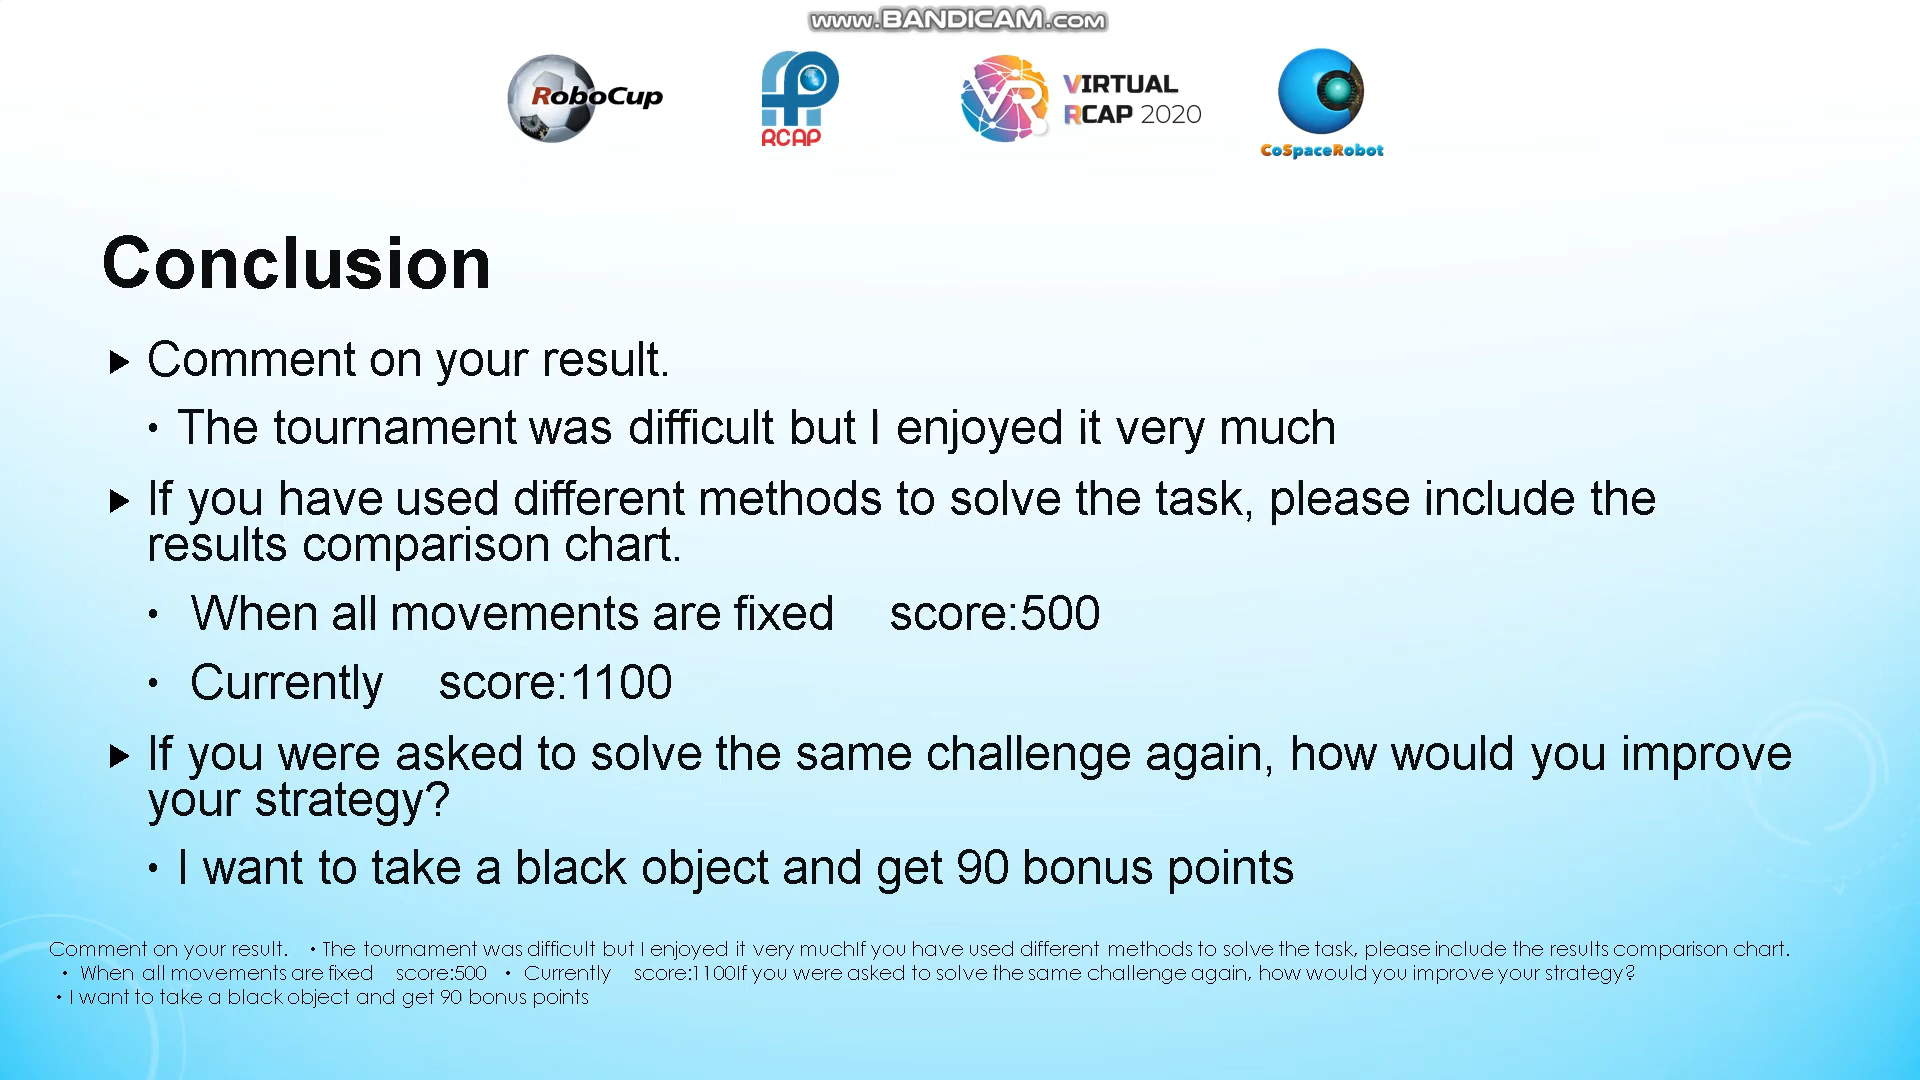 www.BANDICAM.com
RoboCup
RCAP
VR
VIRTUAL
RCAP 2020
CoSpaceRobot
Conclusion
Comment on your result.
・The tournament was difficult but I enjoyed it very much
If you have used different methods to solve the task, please include the
results comparison chart.
・ When all movements are fixed score:500
・ Currently score:1100
If you were asked to solve the same challenge again, how would you improve
your strategy?
・I want to take a black object and get 90 bonus points
Comment on your result. ・The tournament was difficult but I enjoyed it very muchIf you have used different methods to solve the task, please include the results comparison chart.
・ When all movements are fixed score:500 ・ Currently score:1100If you were asked to solve the same challenge again, how would you improve your strategy?
・I want to take a black object and get 90 bonus points